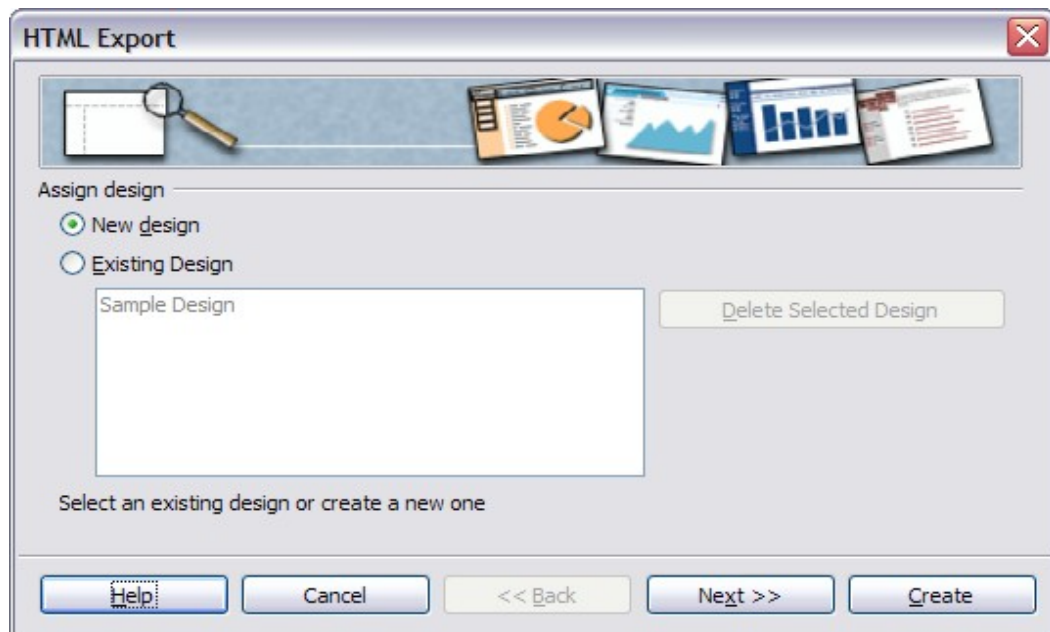 HTML Export
Assign design
New design
Existing Design
Sample Design
Delete Selected Design
Select an existing design or create a new one
Help
Cancel
<< Back
Next >>
Create